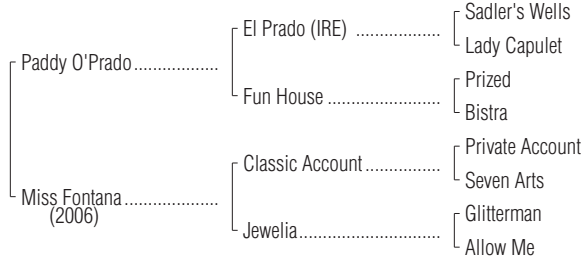 Sadler's Wells
El Prado (IRE) ...................
Lady Capulet
Paddy O'Prado...................
Prized
Fun House .........................
Bistra
Private Account
Classic Account.................
Seven Arts
Miss Fontana.....................
(2006)
Glitterman
Jewelia................................
Allow Me